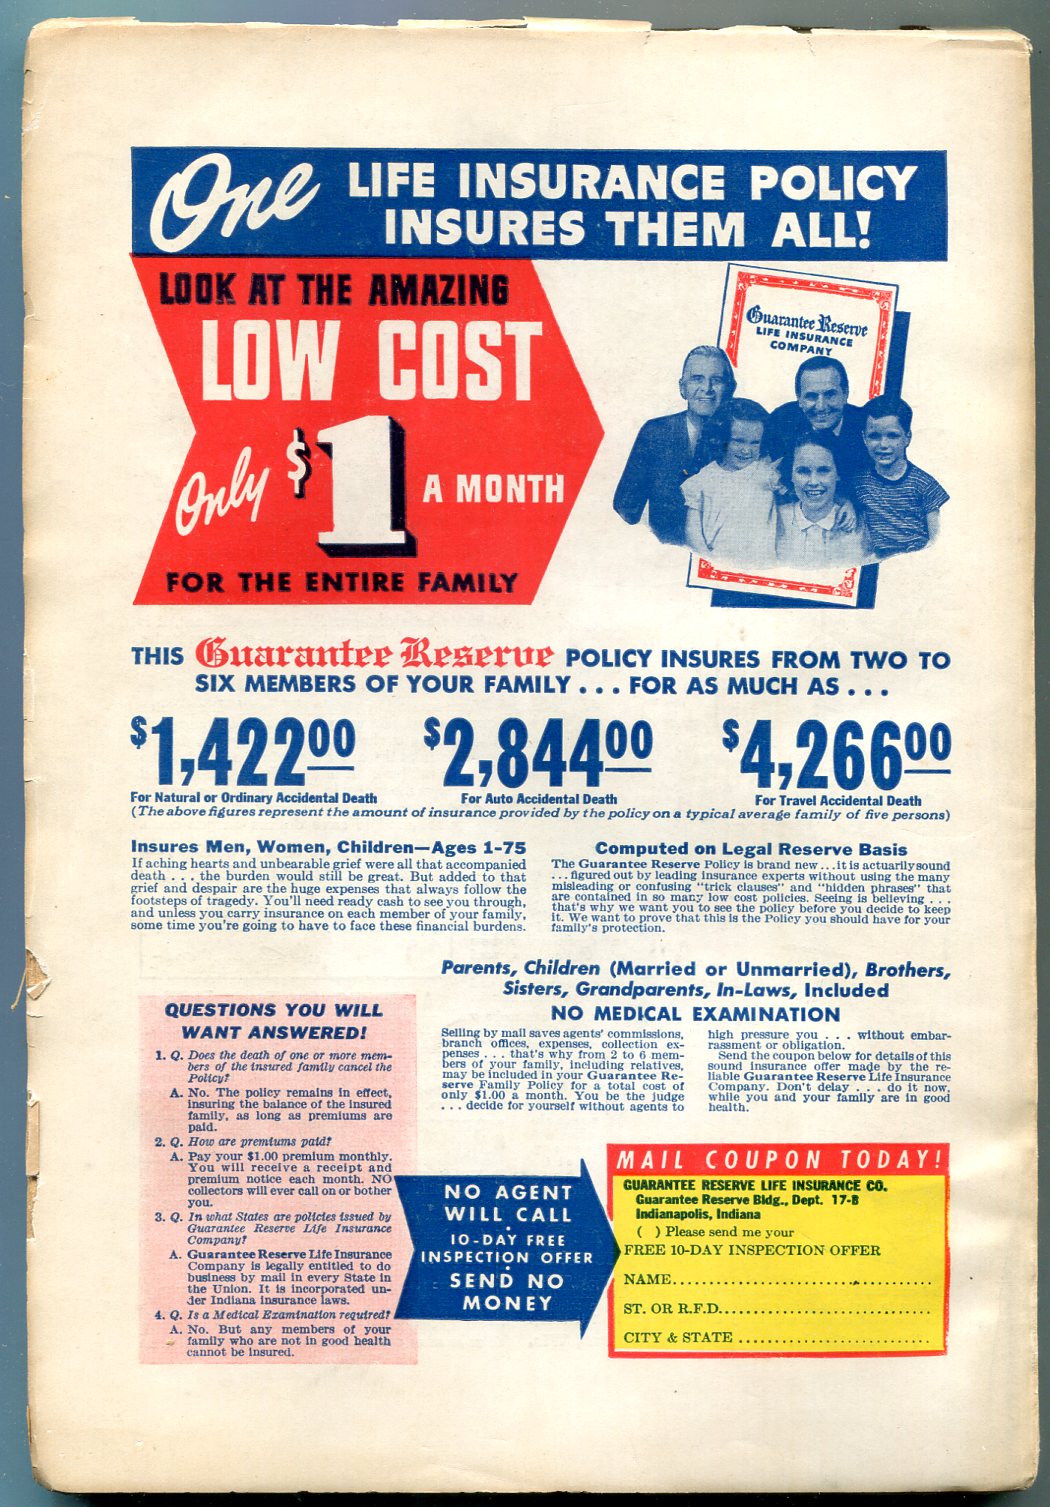 One LIFE INSURANCE POLICY
INSURES THEM ALL!
LOOK AT THE AMAZING
LOW COST
Only $1 A MONTH
FOR THE ENTIRE FAMILY
Guarantee Reserve
LIFE INSURANCE
COMPANY
THIS Guarantee Reserve POLICY INSURES FROM TWO TO
SIX MEMBERS OF YOUR FAMILY . . . FOR AS MUCH AS . . .
$1,42200
For Natural or Ordinary Accidental Death
$2,84400
For Auto Accidental Death
$4,26600
For Travel Accidental Death
(The above figures represent the amount of insurance provided by the policy on a typical average family of five persons)
Insures Men, Women, Children—Ages 1-75
If aching hearts and unbearable grief were all that accompanied
death . . . the burden would still be great. But added to that
grief and despair are the huge expenses that always follow the
footsteps of tragedy. You'll need ready cash to see you through,
and unless you carry insurance on each member of your family,
some time you're going to have to face these financial burdens.
Computed on Legal Reserve Basis
The Guarantee Reserve Policy is brand new . . . it is actuarily sound
. . . figured out by leading insurance experts without using the many
misleading or confusing "trick clauses" and "hidden phrases" that
are contained in so many low cost policies. Seeing is believing . . .
that's why we want you to see the policy before you decide to keep
it. We want to prove that this is the Policy you should have for your
family's protection.
Parents, Children (Married or Unmarried), Brothers,
Sisters, Grandparents, In-Laws, Included
NO MEDICAL EXAMINATION
Selling by mail saves agents' commissions,
branch offices, expenses, collection ex-
penses . . . that's why from 2 to 6 mem-
bers of your family, including relatives,
may be included in your Guarantee Re-
serve Family Policy for a total cost of
only $1.00 a month. You be the judge
. . . decide for yourself without agents to
high pressure you . . . without embar-
rassment or obligation.
Send the coupon below for details of this
sound insurance offer made by the re-
liable Guarantee Reserve Life Insurance
Company. Don't delay . . . do it now,
while you and your family are in good
health.
QUESTIONS YOU WILL
WANT ANSWERED!
1. Q. Does the death of one or more mem-
bers of the insured family cancel the
Policy?
A. No. The policy remains in effect,
insuring the balance of the insured
family, as long as premiums are
paid.
2. Q. How are premiums paid?
A. Pay your $1.00 premium monthly.
You will receive a receipt and
premium notice each month. NO
collectors will ever call on or bother
you.
3. Q. In what States are policies issued by
Guarantee Reserve Life Insurance
Company?
A. Guarantee Reserve Life Insurance
Company is legally entitled to do
business by mail in every State in
the Union. It is incorporated un-
der Indiana insurance laws.
4. Q. Is a Medical Examination required?
A. No. But any members of your
family who are not in good health
cannot be insured.
NO AGENT
WILL CALL
•
10-DAY FREE
INSPECTION OFFER
•
SEND NO
MONEY
MAIL COUPON TODAY!
GUARANTEE RESERVE LIFE INSURANCE CO.
Guarantee Reserve Bldg., Dept. 17-B
Indianapolis, Indiana
( ) Please send me your
FREE 10-DAY INSPECTION OFFER
NAME.....................................
ST. OR R.F.D..............................
CITY & STATE ...........................